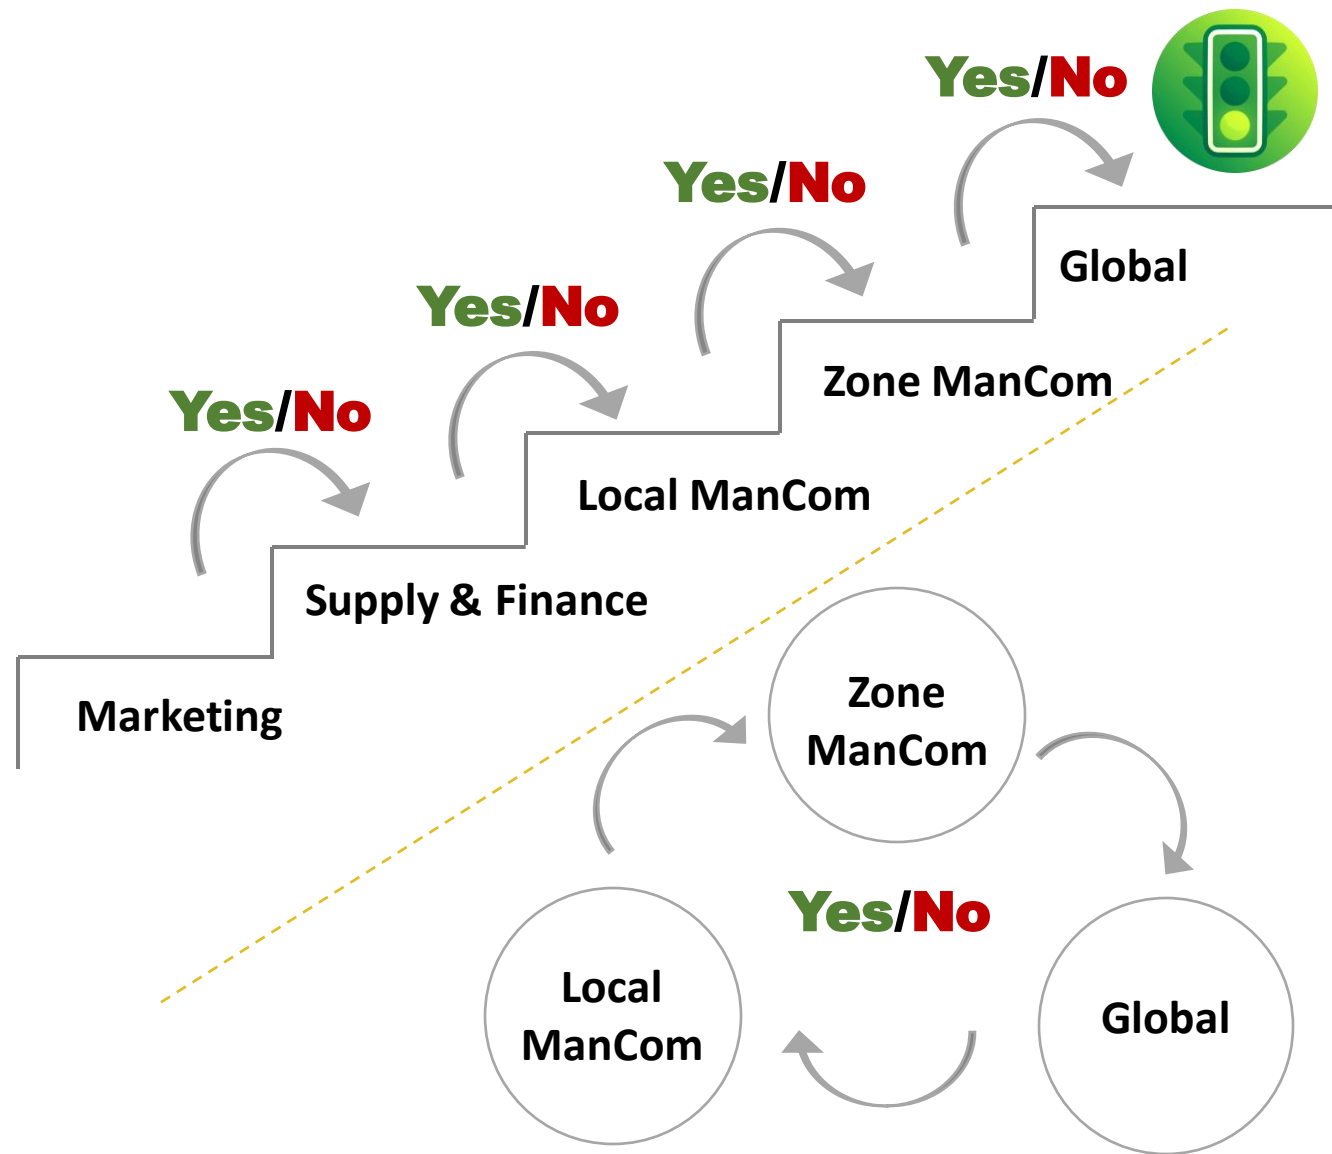 Yes/No
Yes/No
Global
Yes/No
Zone ManCom
Yes/No
Local ManCom
Supply & Finance
Marketing
Zone
ManCom
Yes/No
Local
ManCom
Global